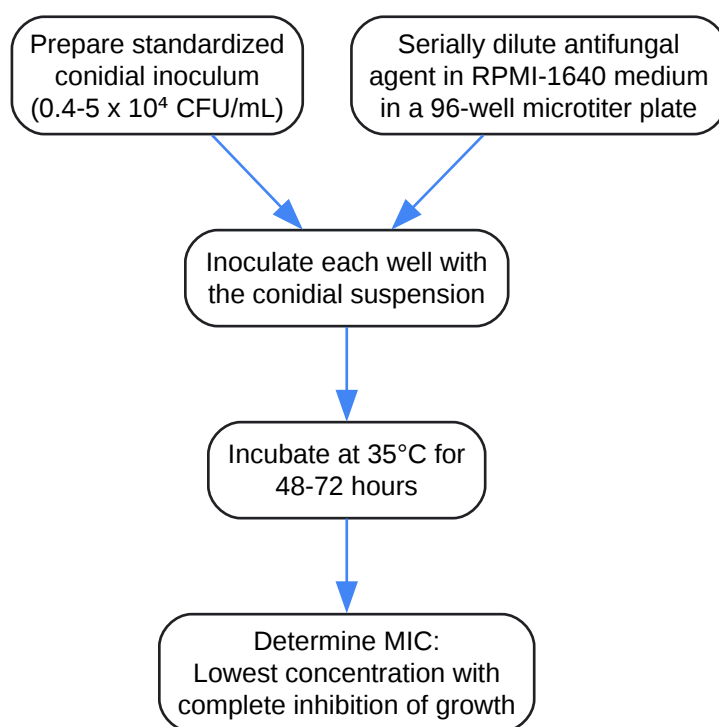 Prepare standardized
conidial inoculum
(0.4-5 x 10⁴ CFU/mL)
Serially dilute antifungal
agent in RPMI-1640 medium
in a 96-well microtiter plate
Inoculate each well with
the conidial suspension
Incubate at 35°C for
48-72 hours
Determine MIC:
Lowest concentration with
complete inhibition of growth